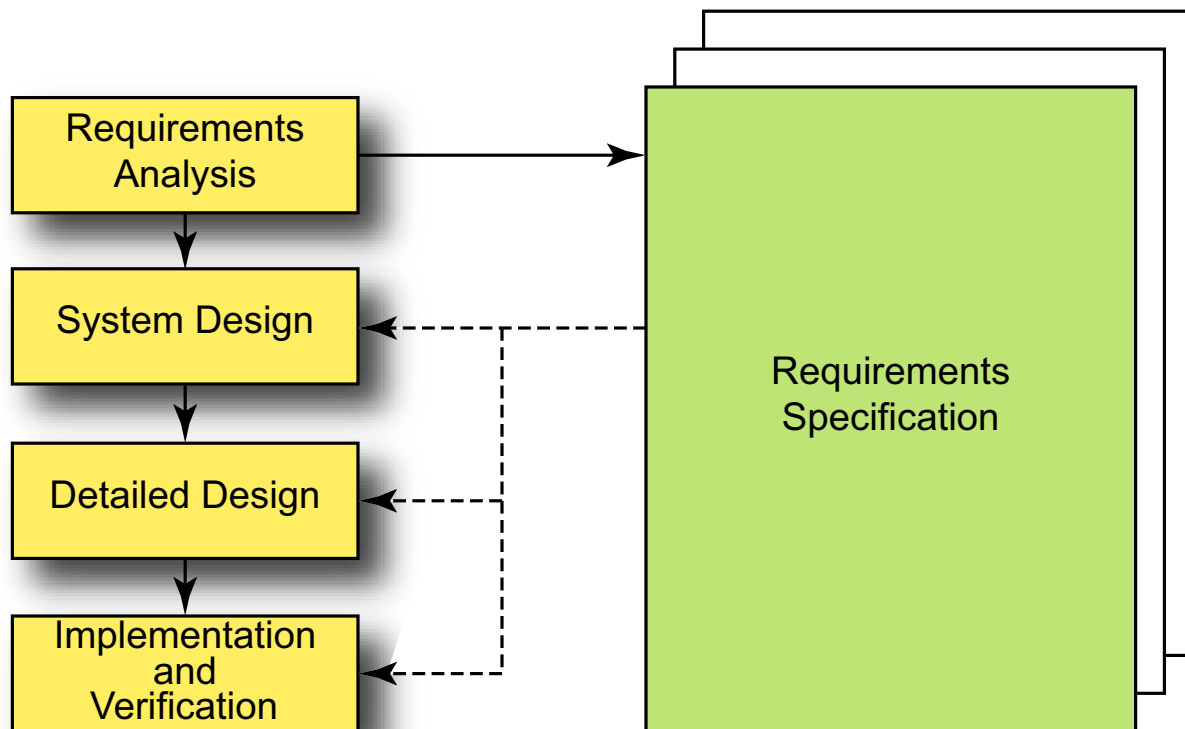 Requirements
Analysis
System Design
Detailed Design
Implementation
and
Verification
Requirements
Specification